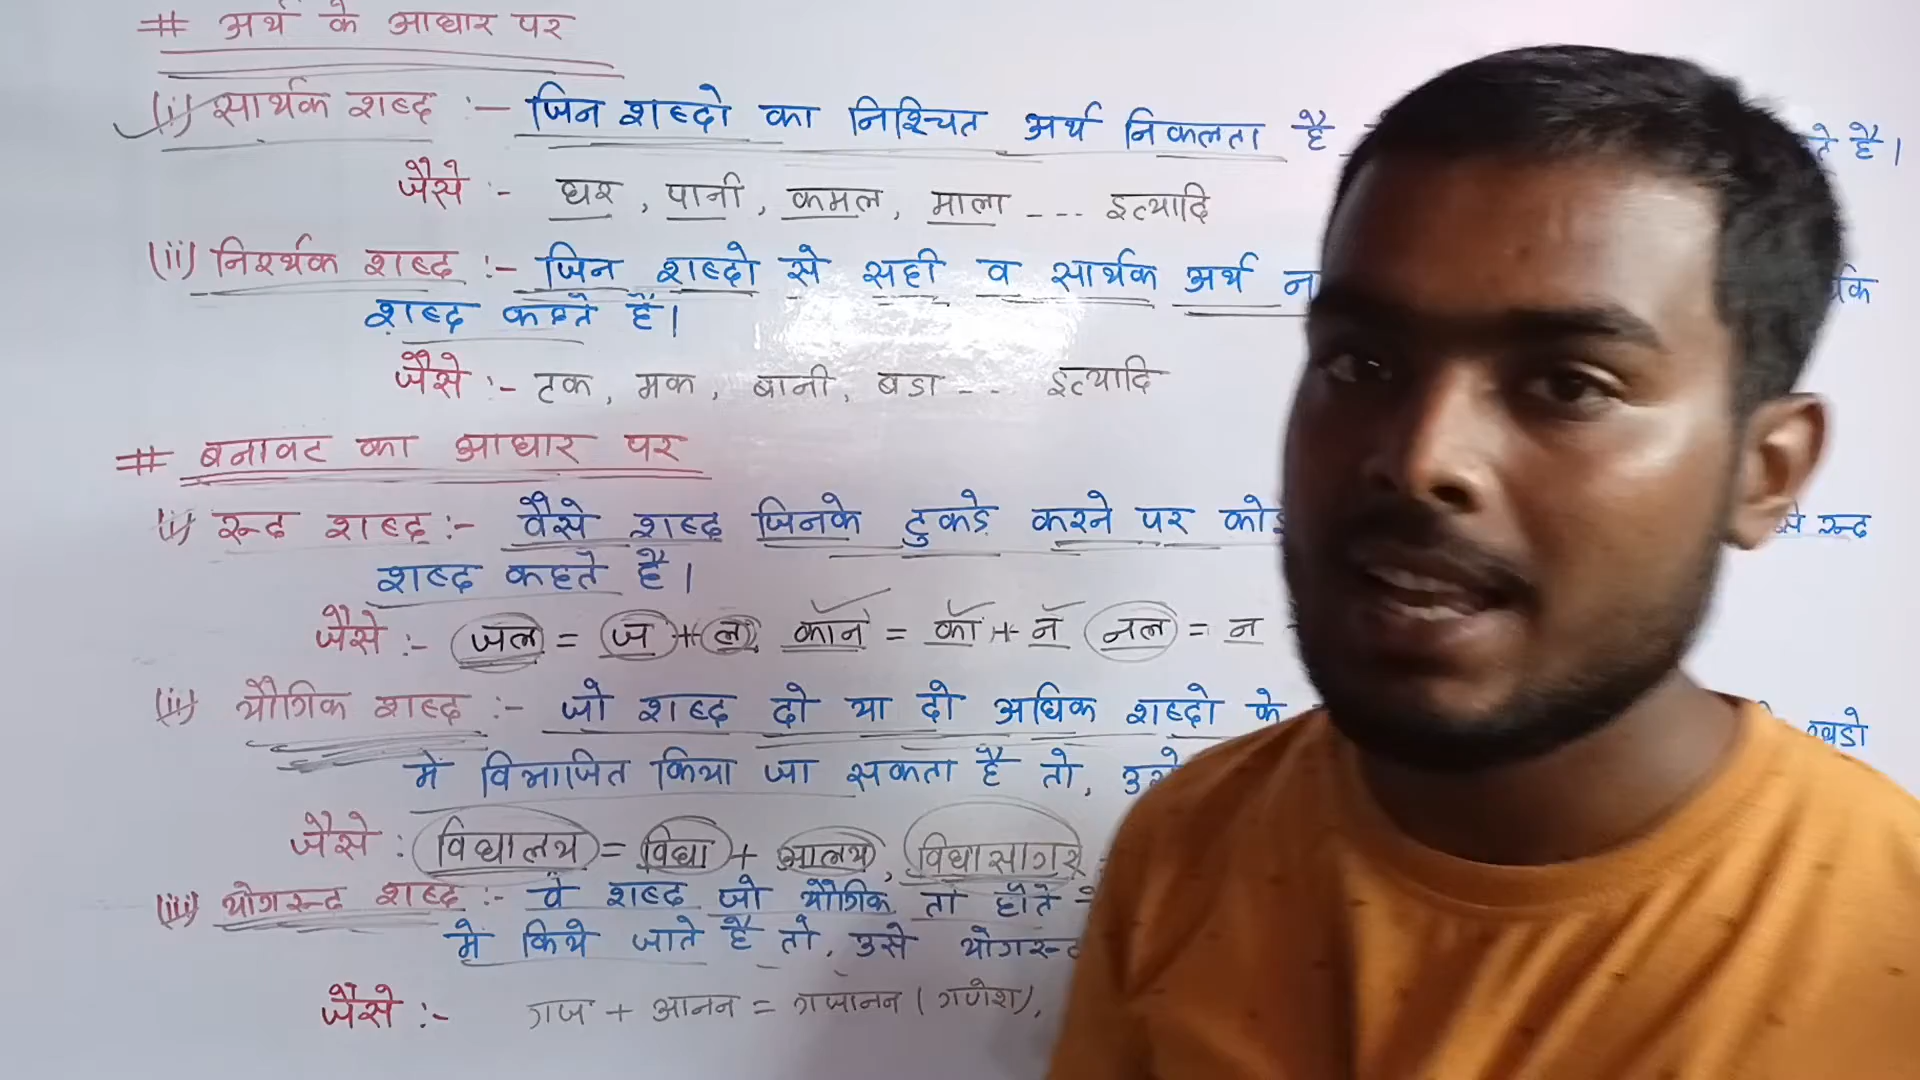 # अर्थ के आधार पर
(i) सार्थक शब्द :- जिन शब्दो का निश्चित अर्थ निकलता है ते है।
जैसे :- घर, पानी, कमल, माला --- इत्यादि
(ii) निरर्थक शब्द :- जिन शब्दो से सही व सार्थक अर्थ
शब्द कहते हैं।
जैसे :- टक, मक, बानी, बडा -- इत्यादि
# बनावट का आधार पर
(i) रूढ शब्द :- वैसे शब्द जिनके टुकड़े करने पर रूढ
शब्द कहते हैं।
जैसे :- जल = ज + ल, कॉन = कॉ + न नल = न
(ii) यौगिक शब्द :- जो शब्द दो या दो अधिक शब्दो के खंडो
में विभाजित किया जा सकता है तो,
जैसे : विद्यालय = विद्या + आलय, विद्यासागर
(iii) योगरूढ शब्द :- वे शब्द जो यौगिक तो होते
में किये जाते है तो, उसे
जैसे :- गज + आनन = गजानन (गणेश),